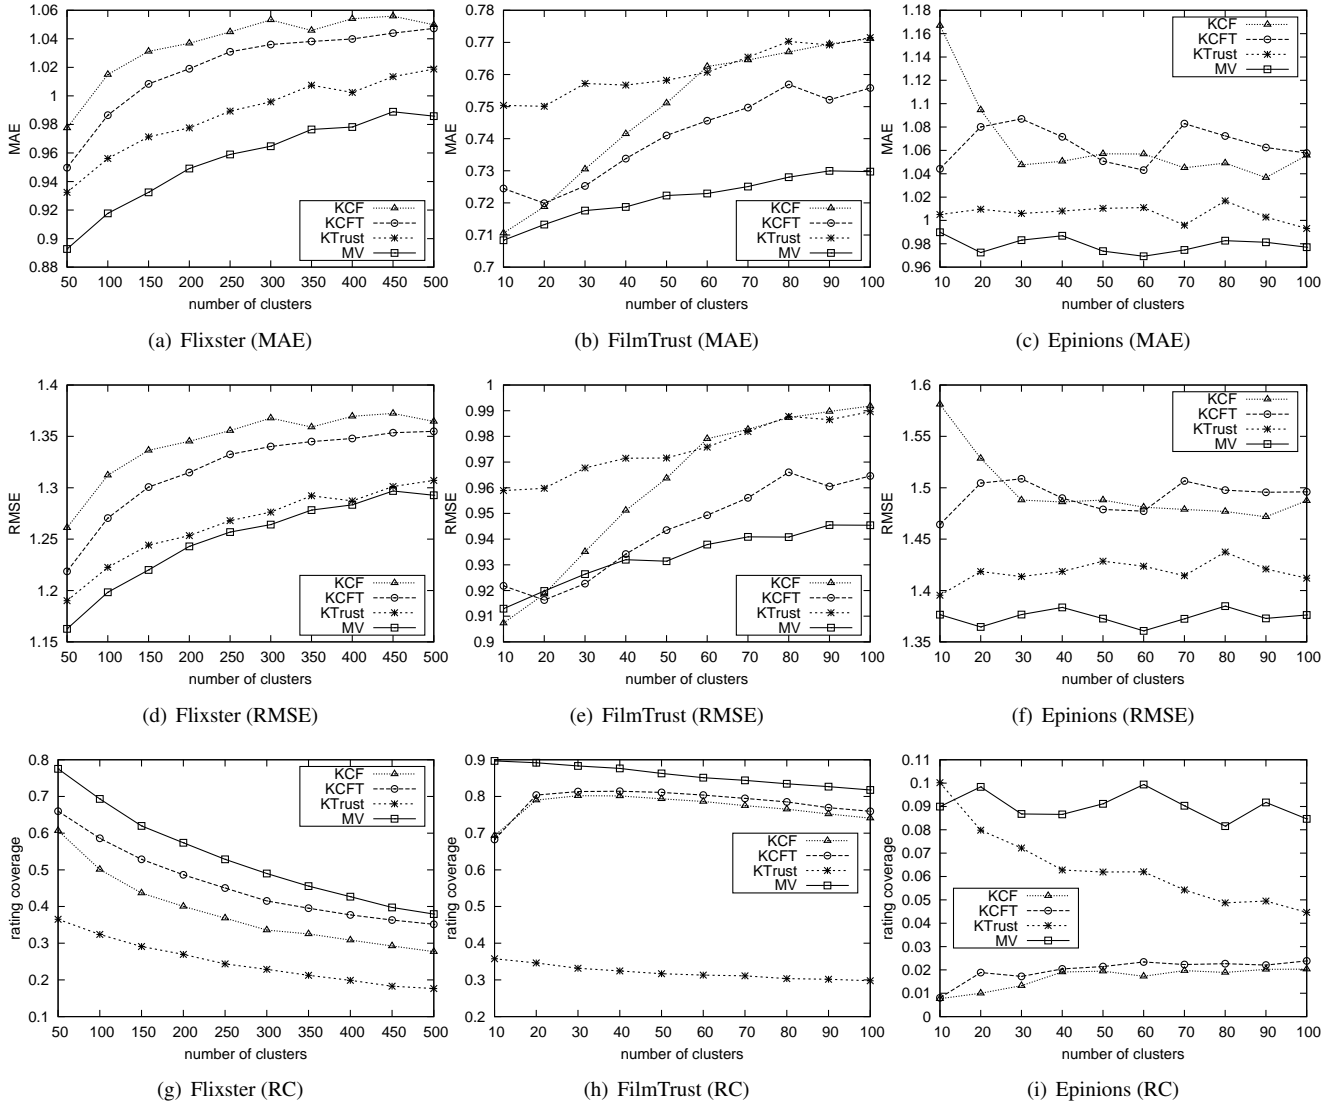 1.06
1.04
1.02
1
0.98
0.96
0.94
0.92
0.9
0.88
MAE
50 100 150 200 250 300 350 400 450 500
number of clusters
KCF
KCFT
KTrust
MV
(a) Flixster (MAE)
0.78
0.77
0.76
0.75
0.74
0.73
0.72
0.71
0.7
MAE
10 20 30 40 50 60 70 80 90 100
number of clusters
KCF
KCFT
KTrust
MV
(b) FilmTrust (MAE)
1.18
1.16
1.14
1.12
1.1
1.08
1.06
1.04
1.02
1
0.98
0.96
MAE
10 20 30 40 50 60 70 80 90 100
number of clusters
KCF
KCFT
KTrust
MV
(c) Epinions (MAE)
1.4
1.35
1.3
1.25
1.2
1.15
RMSE
50 100 150 200 250 300 350 400 450 500
number of clusters
KCF
KCFT
KTrust
MV
(d) Flixster (RMSE)
1
0.99
0.98
0.97
0.96
0.95
0.94
0.93
0.92
0.91
0.9
RMSE
10 20 30 40 50 60 70 80 90 100
number of clusters
KCF
KCFT
KTrust
MV
(e) FilmTrust (RMSE)
1.6
1.55
1.5
1.45
1.4
1.35
RMSE
10 20 30 40 50 60 70 80 90 100
number of clusters
KCF
KCFT
KTrust
MV
(f) Epinions (RMSE)
0.8
0.7
0.6
0.5
0.4
0.3
0.2
0.1
rating coverage
50 100 150 200 250 300 350 400 450 500
number of clusters
KCF
KCFT
KTrust
MV
(g) Flixster (RC)
0.9
0.8
0.7
0.6
0.5
0.4
0.3
0.2
rating coverage
10 20 30 40 50 60 70 80 90 100
number of clusters
KCF
KCFT
KTrust
MV
(h) FilmTrust (RC)
0.11
0.1
0.09
0.08
0.07
0.06
0.05
0.04
0.03
0.02
0.01
0
rating coverage
10 20 30 40 50 60 70 80 90 100
number of clusters
KCF
KCFT
KTrust
MV
(i) Epinions (RC)